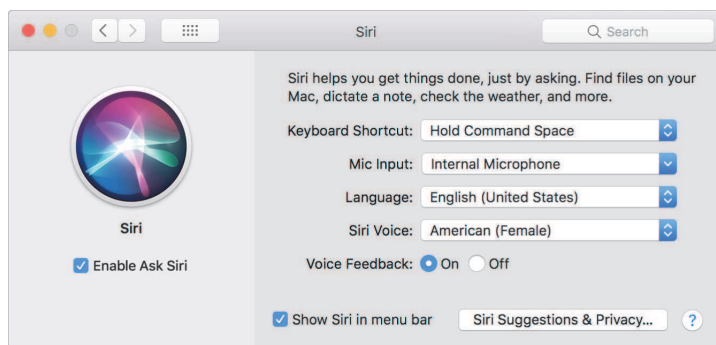 Siri
Search
Siri helps you get things done, just by asking. Find files on your
Mac, dictate a note, check the weather, and more.
Keyboard Shortcut: Hold Command Space
Mic Input: Internal Microphone
Language: English (United States)
Siri Voice: American (Female)
Siri
Voice Feedback: On Off
Enable Ask Siri
Show Siri in menu bar Siri Suggestions & Privacy... ?